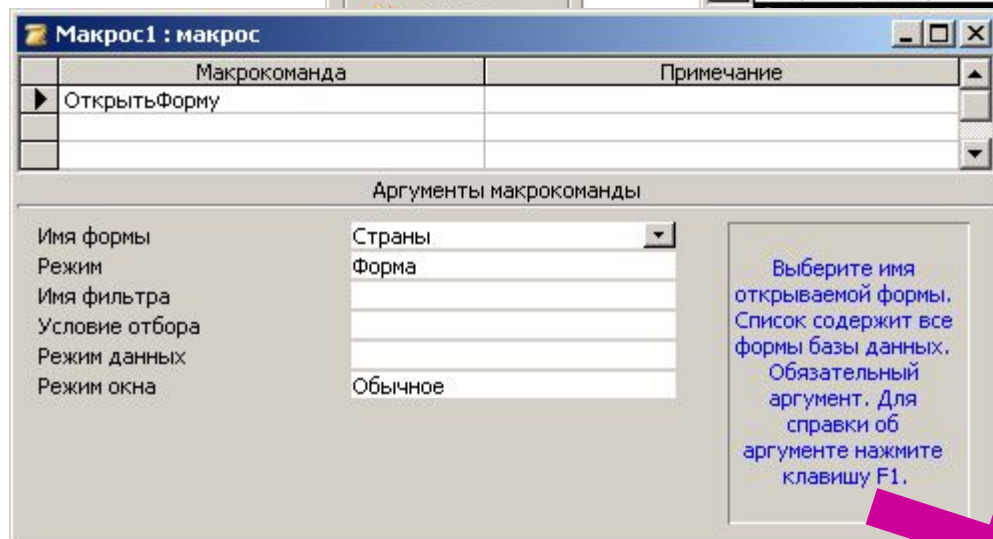 Макрос1 : макрос
Макрокоманда Примечание
ОткрытьФорму
Аргументы макрокоманды
Имя формы Страны
Режим Форма
Имя фильтра
Условие отбора
Режим данных
Режим окна Обычное
Выберите имя
открываемой формы.
Список содержит все
формы базы данных.
Обязательный
аргумент. Для
справки об
аргументе нажмите
клавишу F1.